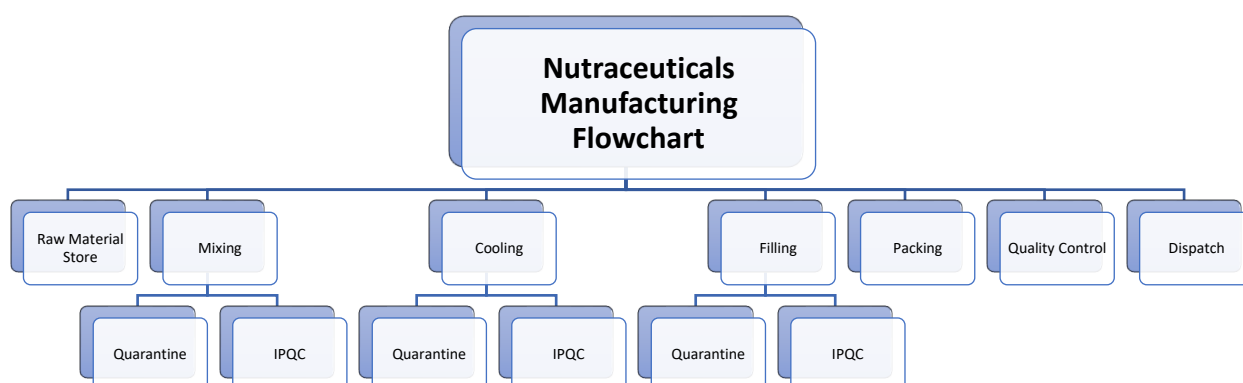 Nutraceuticals
Manufacturing
Flowchart
Raw Material
Store
Mixing
Cooling
Filling
Packing
Quality Control
Dispatch
Quarantine
IPQC
Quarantine
IPQC
Quarantine
IPQC